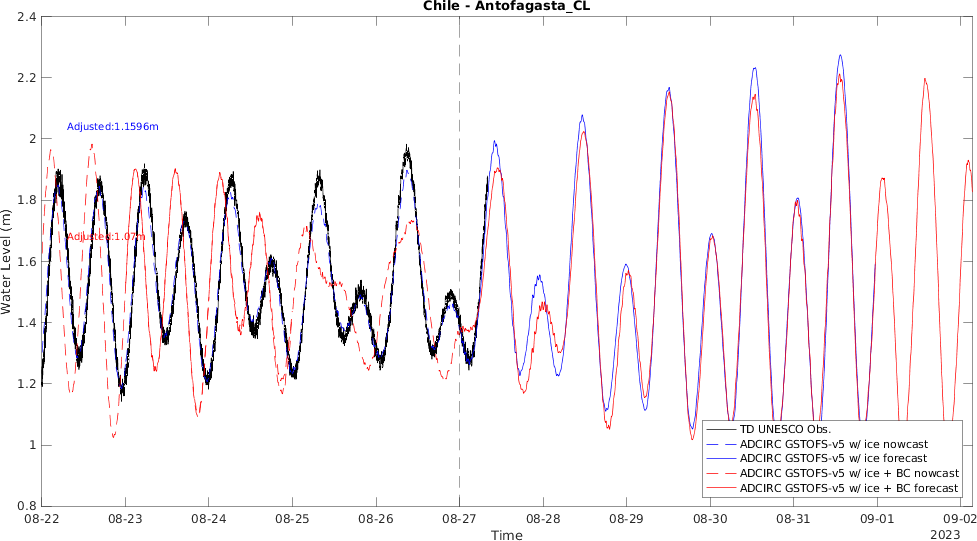 Chile - Antofagasta_CL
2.4
2.2
2
1.8
1.6
1.4
1.2
1
0.8
Water Level (m)
Adjusted:1.1596m
Adjusted:1.07m
TD UNESCO Obs.
ADCIRC GSTOFS-v5 w/ ice nowcast
ADCIRC GSTOFS-v5 w/ ice forecast
ADCIRC GSTOFS-v5 w/ ice + BC nowcast
ADCIRC GSTOFS-v5 w/ ice + BC forecast
08-22 08-23 08-24 08-25 08-26 08-27 08-28 08-29 08-30 08-31 09-01 09-02
Time
2023